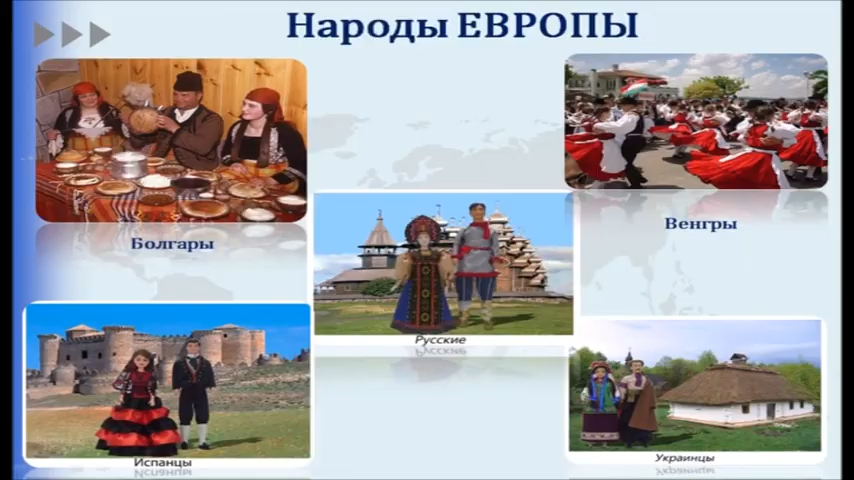 Народы ЕВРОПЫ
Болгары
Венгры
Русские
Испанцы
Украинцы